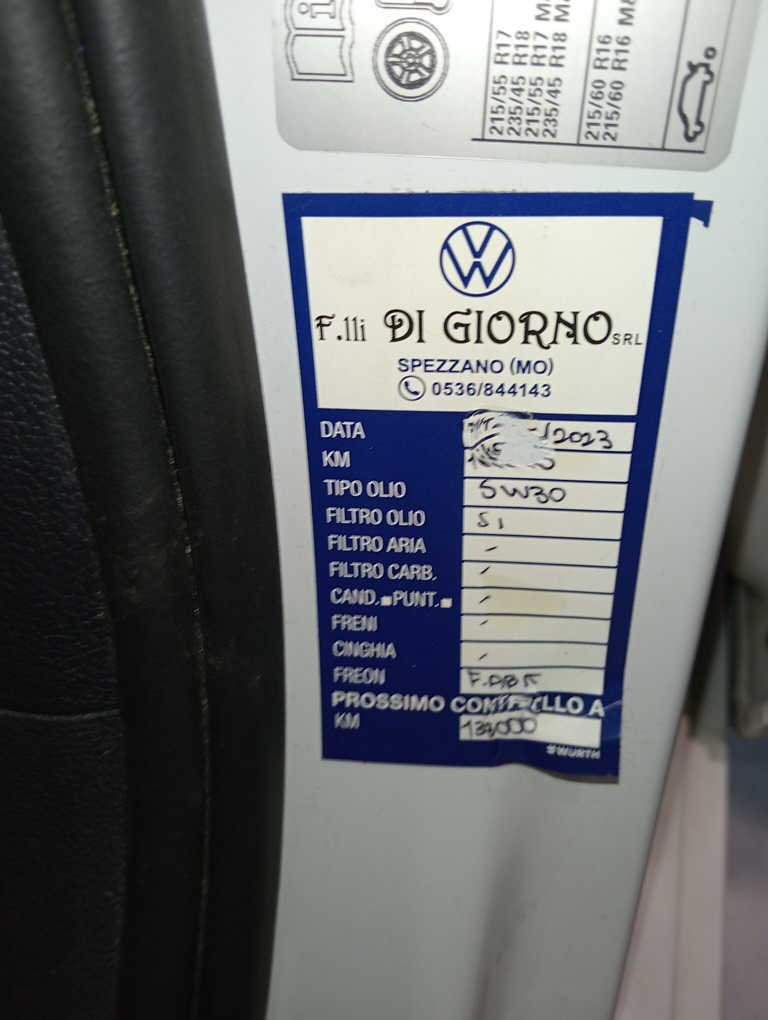 215/55 R17
235/45 R18
215/55 R17
235/45 R18
215/60 R16
215/60 R16
F.lli DI GIORNO SRL
SPEZZANO (MO)
0536/844143
DATA /2023
KM
TIPO OLIO 5W30
FILTRO OLIO SI
FILTRO ARIA -
FILTRO CARB. -
CAND. PUNT. -
FRENI -
CINGHIA -
FREON
PROSSIMO CONTROLLO A
KM
WÜRTH